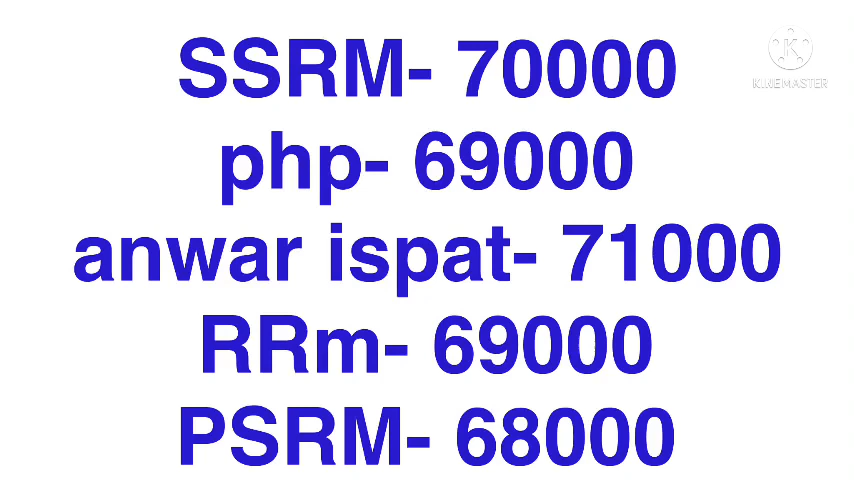 SSRM- 70000
KINEMASTER
php- 69000
anwar ispat- 71000
RRm- 69000
PSRM- 68000